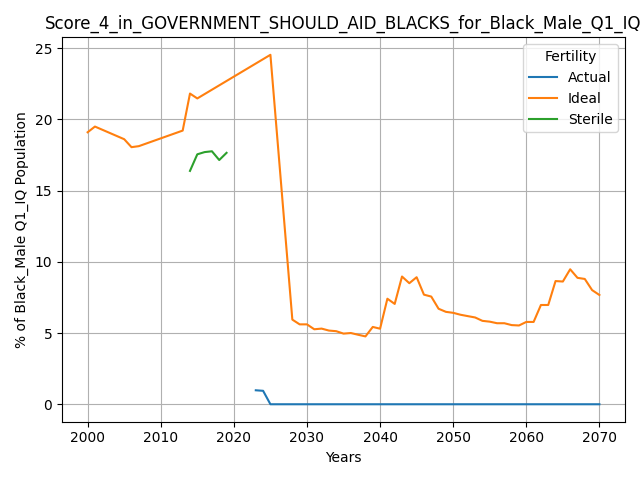 Score_4_in_GOVERNMENT_SHOULD_AID_BLACKS_for_Black_Male_Q1_IQ
25
20
15
10
5
0
% of Black_Male Q1_IQ Population
Fertility
Actual
Ideal
Sterile
2000 2010 2020 2030 2040 2050 2060 2070
Years